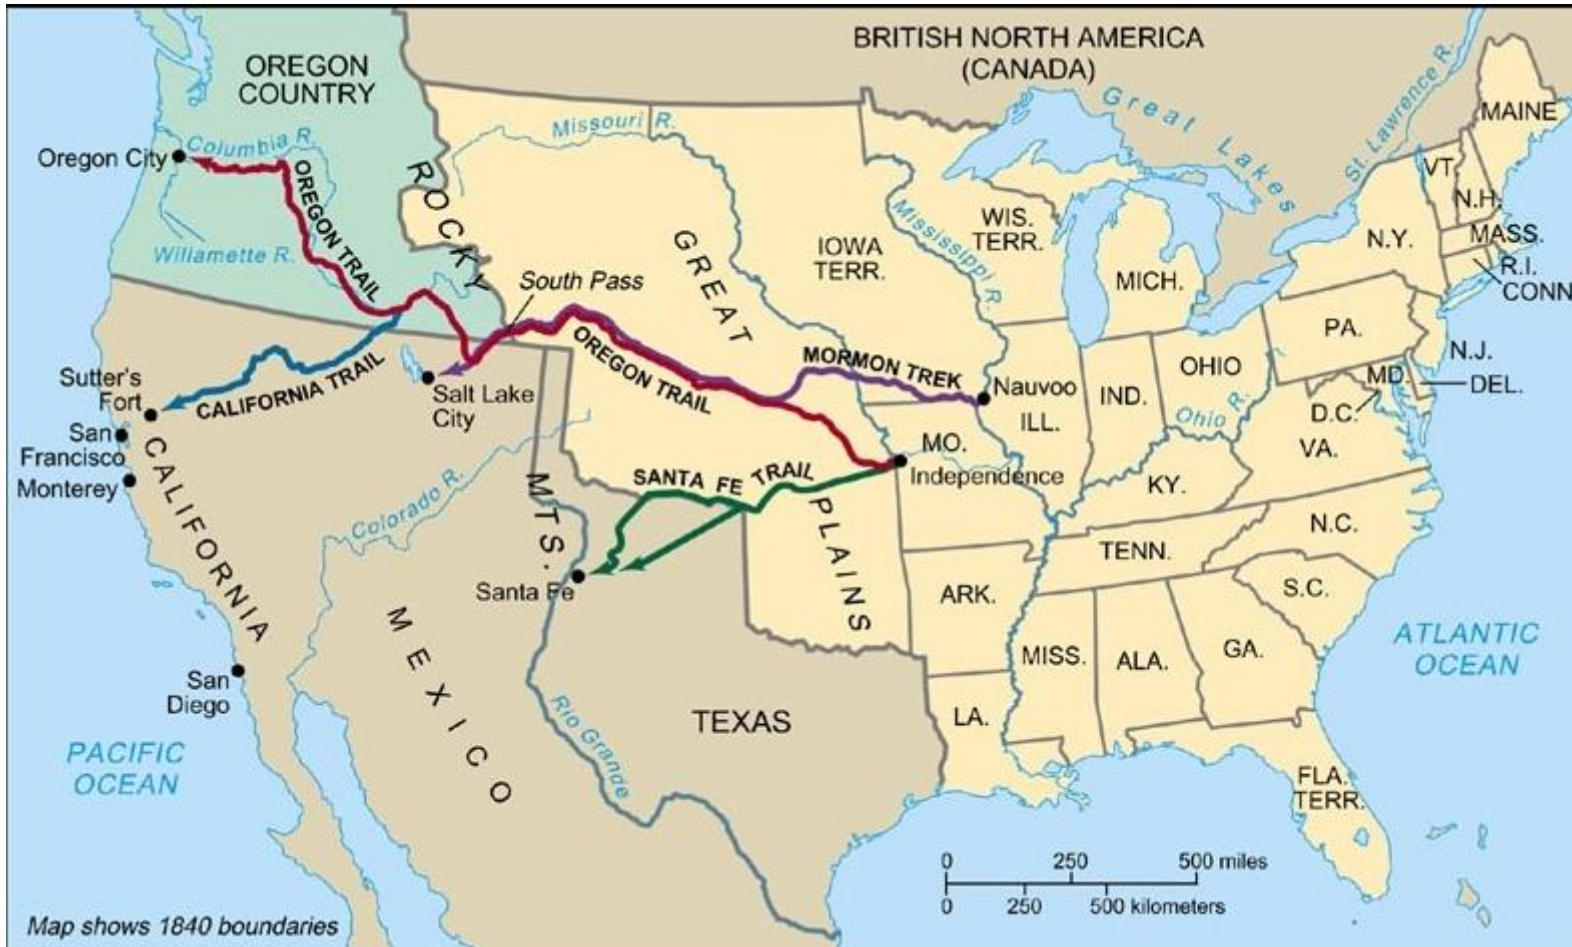 BRITISH NORTH AMERICA
(CANADA)
OREGON
COUNTRY
Great Lakes
St. Lawrence R.
MAINE
Missouri R.
Columbia R.
Oregon City
VT.
N.H.
ROCKY
OREGON TRAIL
Mississippi R.
WIS.
TERR.
IOWA
TERR.
GREAT
N.Y.
MASS.
R.I.
CONN
Willamette R.
MICH.
South Pass
PA.
N.J.
OREGON TRAIL
MORMON TREK
OHIO
MD.
DEL.
Sutter's
Fort
CALIFORNIA TRAIL
Salt Lake
City
Nauvoo
ILL.
IND.
Ohio R.
D.C.
VA.
San
Francisco
Monterey
CALIFORNIA
MO.
Independence
SANTA FE TRAIL
KY.
Colorado R.
MTS.
PLAINS
N.C.
TENN.
S.C.
Santa Fe
ARK.
MEXICO
MISS.
ALA.
GA.
ATLANTIC
OCEAN
San
Diego
LA.
TEXAS
Rio Grande
PACIFIC
OCEAN
FLA.
TERR.
0 250 500 miles
0 250 500 kilometers
Map shows 1840 boundaries